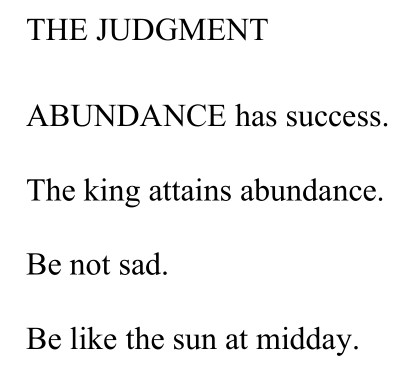 THE JUDGMENT
ABUNDANCE has success.
The king attains abundance.
Be not sad.
Be like the sun at midday.